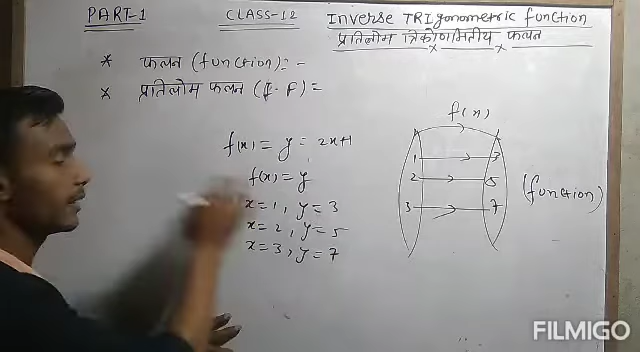 PART-1 CLASS-12 Inverse TRIgonometric function
प्रतिलोम त्रिकोणमितीय फलन
* फलन (function):-
* प्रतिलोम फलन (I.F)=
f(x)
f(x) = y = 2x+1
f(x) = y
x=1, y=3
x=2, y=5
x=3, y=7
1 3
2 5
3 7
(function)
FILMIGO